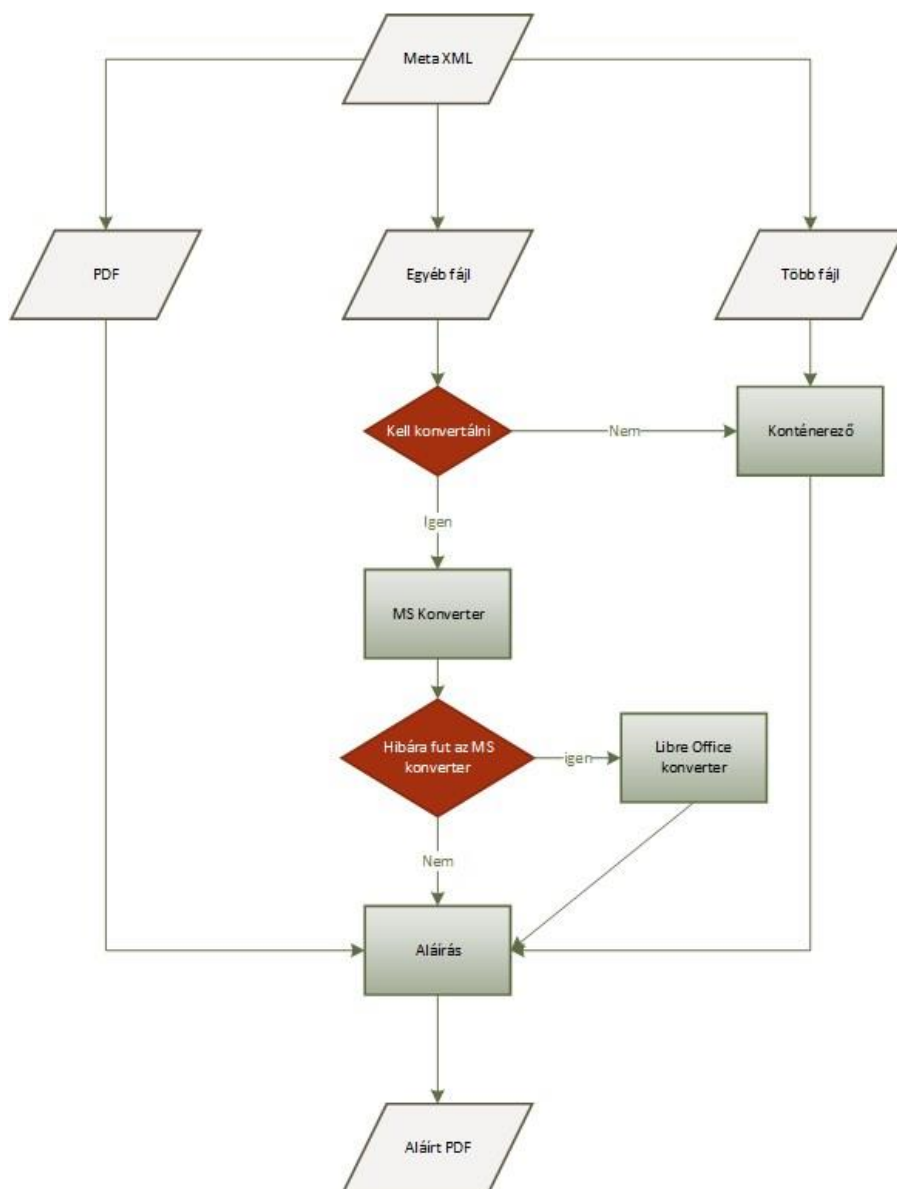 Meta XML
PDF
Egyéb fájl
Több fájl
Kell konvertálni
Nem
Konténerező
Igen
MS Konverter
Hibára fut az MS
konverter
igen
Libre Office
konverter
Nem
Aláírás
Aláírt PDF